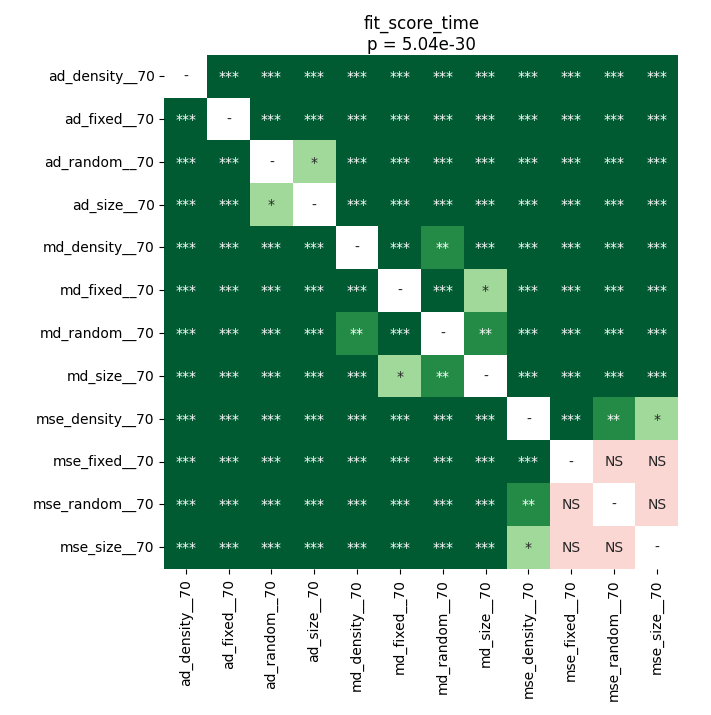 fit_score_time
p = 5.04e-30
ad_density__70 - *** *** *** *** *** *** *** *** *** *** ***
ad_fixed__70 *** - *** *** *** *** *** *** *** *** *** ***
ad_random__70 *** *** - * *** *** *** *** *** *** *** ***
ad_size__70 *** *** * - *** *** *** *** *** *** *** ***
md_density__70 *** *** *** *** - *** ** *** *** *** *** ***
md_fixed__70 *** *** *** *** *** - *** * *** *** *** ***
md_random__70 *** *** *** *** ** *** - ** *** *** *** ***
md_size__70 *** *** *** *** *** * ** - *** *** *** ***
mse_density__70 *** *** *** *** *** *** *** *** - *** ** *
mse_fixed__70 *** *** *** *** *** *** *** *** *** - NS NS
mse_random__70 *** *** *** *** *** *** *** *** ** NS - NS
mse_size__70 *** *** *** *** *** *** *** *** * NS NS -
ad_density__70
ad_fixed__70
ad_random__70
ad_size__70
md_density__70
md_fixed__70
md_random__70
md_size__70
mse_density__70
mse_fixed__70
mse_random__70
mse_size__70